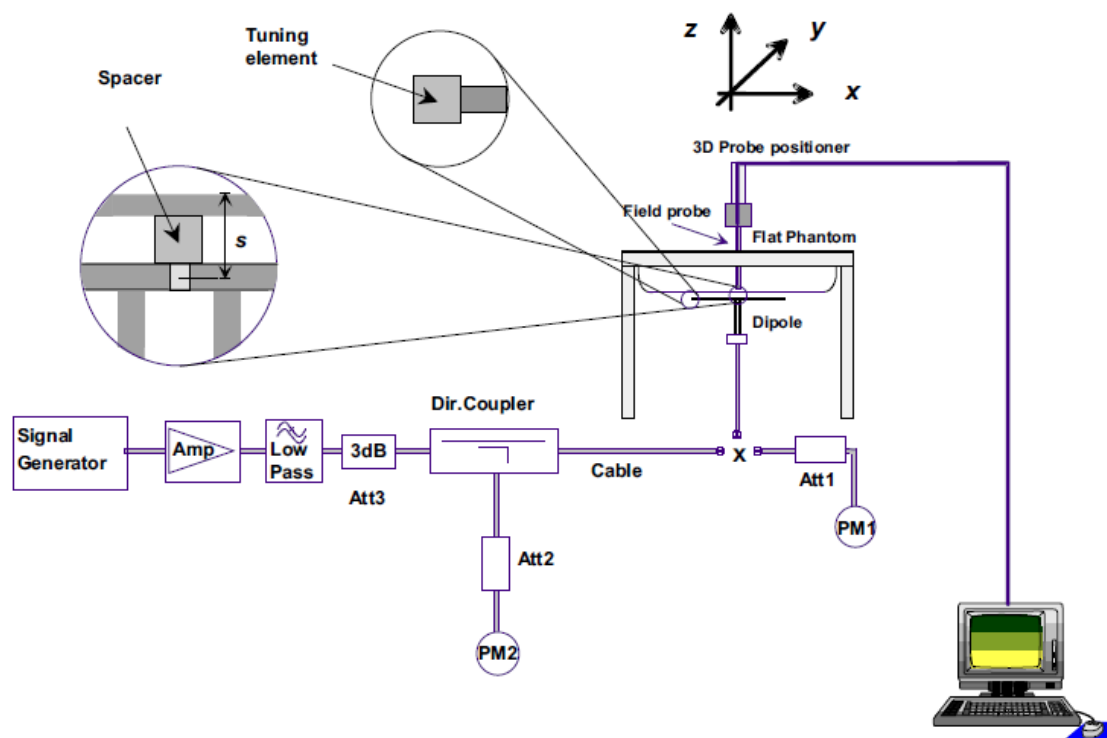 Tuning
element
Spacer
s
z
y
x
3D Probe positioner
Field probe
Flat Phantom
Dipole
Dir.Coupler
Signal
Generator
Amp
Low
Pass
3dB
Att3
Cable
x
Att1
PM1
Att2
PM2